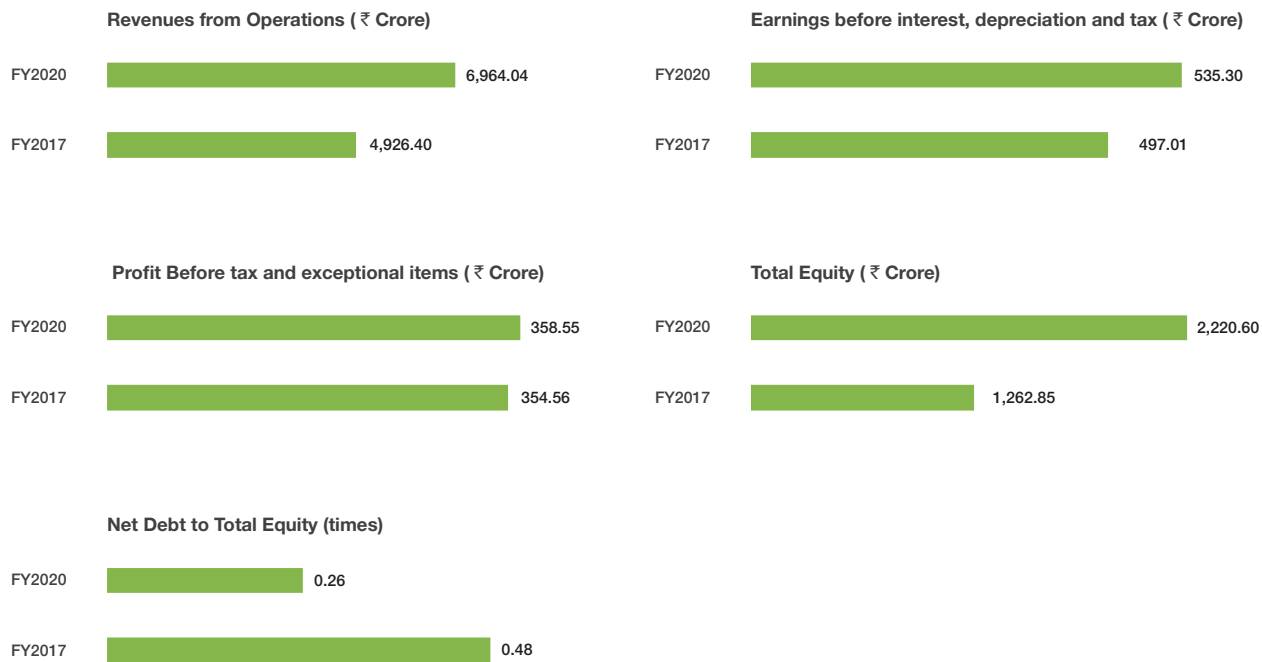 Revenues from Operations ( ₹ Crore)
FY2020 6,964.04
FY2017 4,926.40
Earnings before interest, depreciation and tax ( ₹ Crore)
FY2020 535.30
FY2017 497.01
Profit Before tax and exceptional items ( ₹ Crore)
FY2020 358.55
FY2017 354.56
Total Equity ( ₹ Crore)
FY2020 2,220.60
FY2017 1,262.85
Net Debt to Total Equity (times)
FY2020 0.26
FY2017 0.48